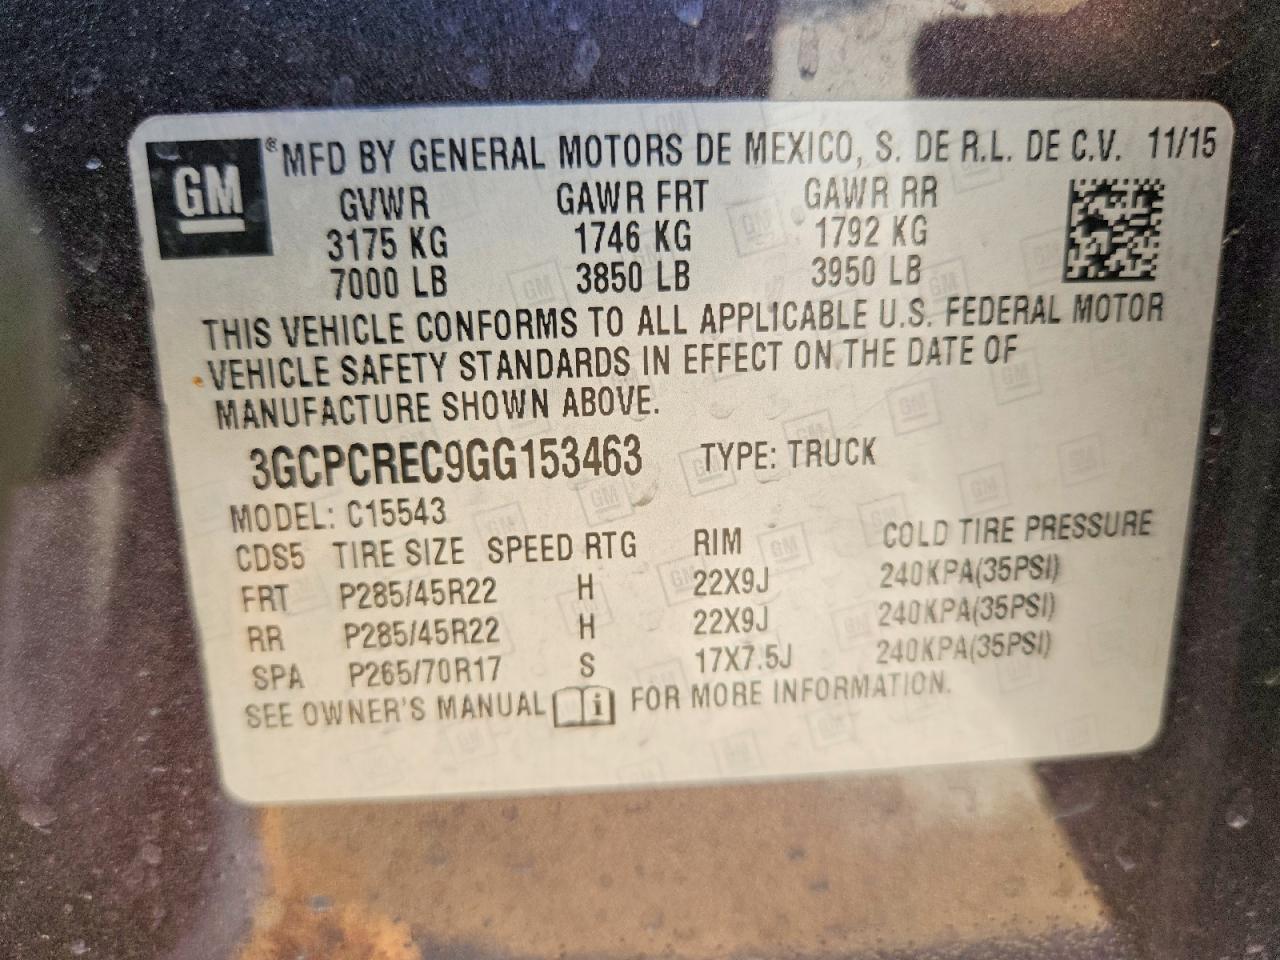 GM
® MFD BY GENERAL MOTORS DE MEXICO, S. DE R.L. DE C.V. 11/15
GVWR GAWR FRT GAWR RR
3175 KG 1746 KG 1792 KG
7000 LB 3850 LB 3950 LB
THIS VEHICLE CONFORMS TO ALL APPLICABLE U.S. FEDERAL MOTOR
VEHICLE SAFETY STANDARDS IN EFFECT ON THE DATE OF
MANUFACTURE SHOWN ABOVE.
3GCPCREC9GG153463 TYPE: TRUCK
MODEL: C15543
CDS5 TIRE SIZE SPEED RTG RIM COLD TIRE PRESSURE
FRT P285/45R22 H 22X9J 240KPA(35PSI)
RR P285/45R22 H 22X9J 240KPA(35PSI)
SPA P265/70R17 S 17X7.5J 240KPA(35PSI)
SEE OWNER'S MANUAL i FOR MORE INFORMATION.